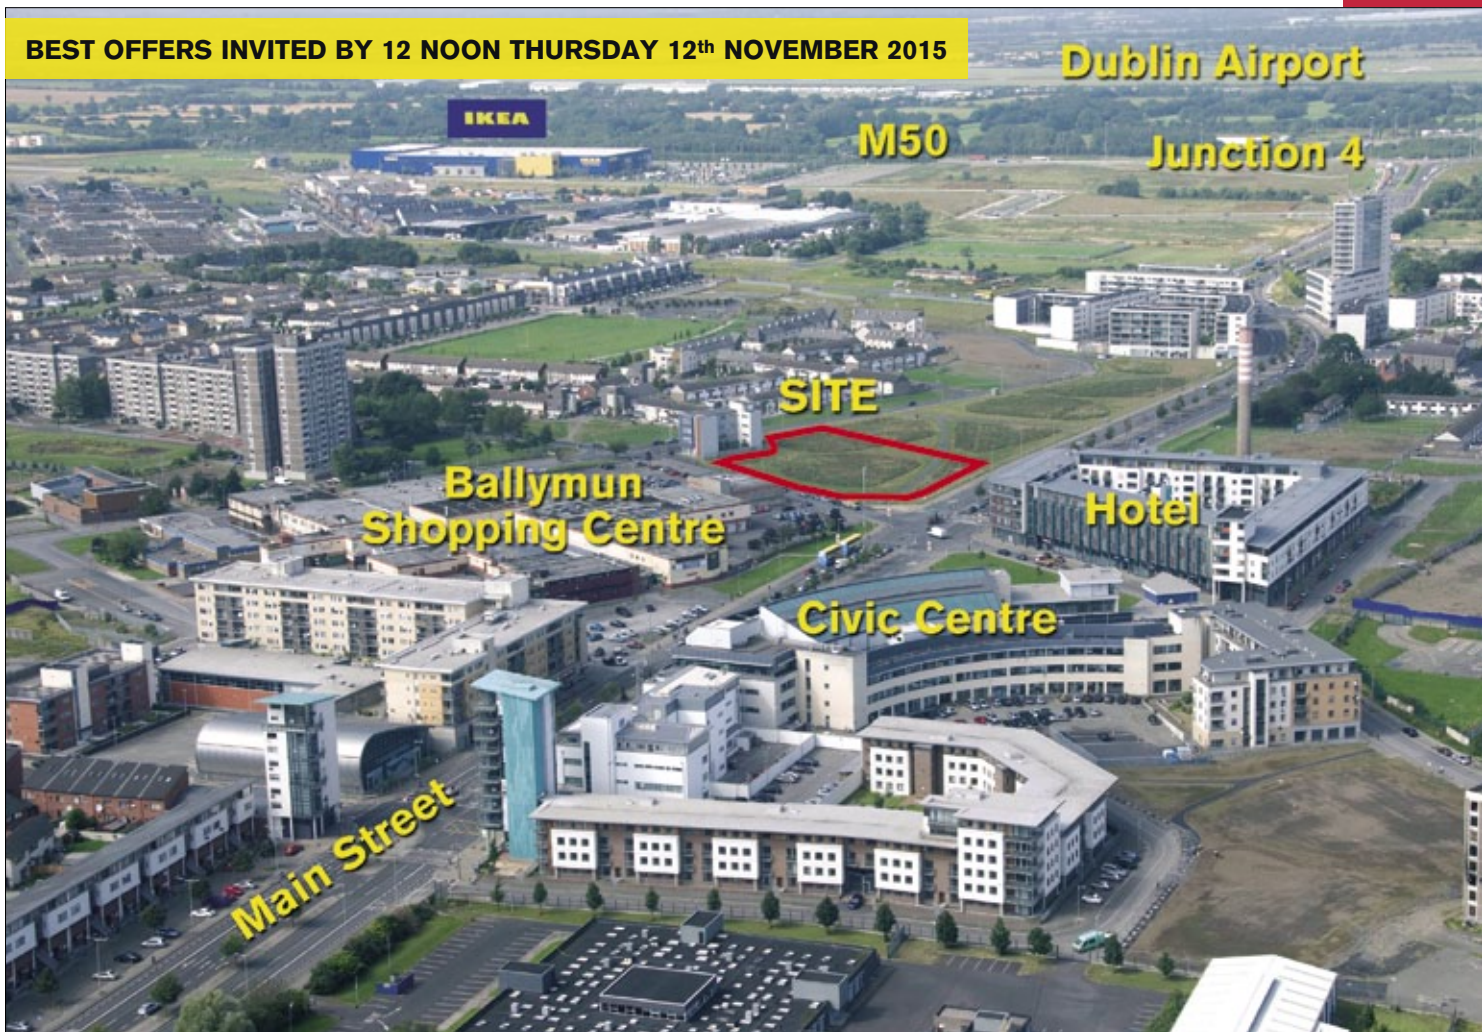 BEST OFFERS INVITED BY 12 NOON THURSDAY 12th NOVEMBER 2015
Dublin Airport
IKEA
M50
Junction 4
SITE
Ballymun
Shopping Centre
Hotel
Civic Centre
Main Street